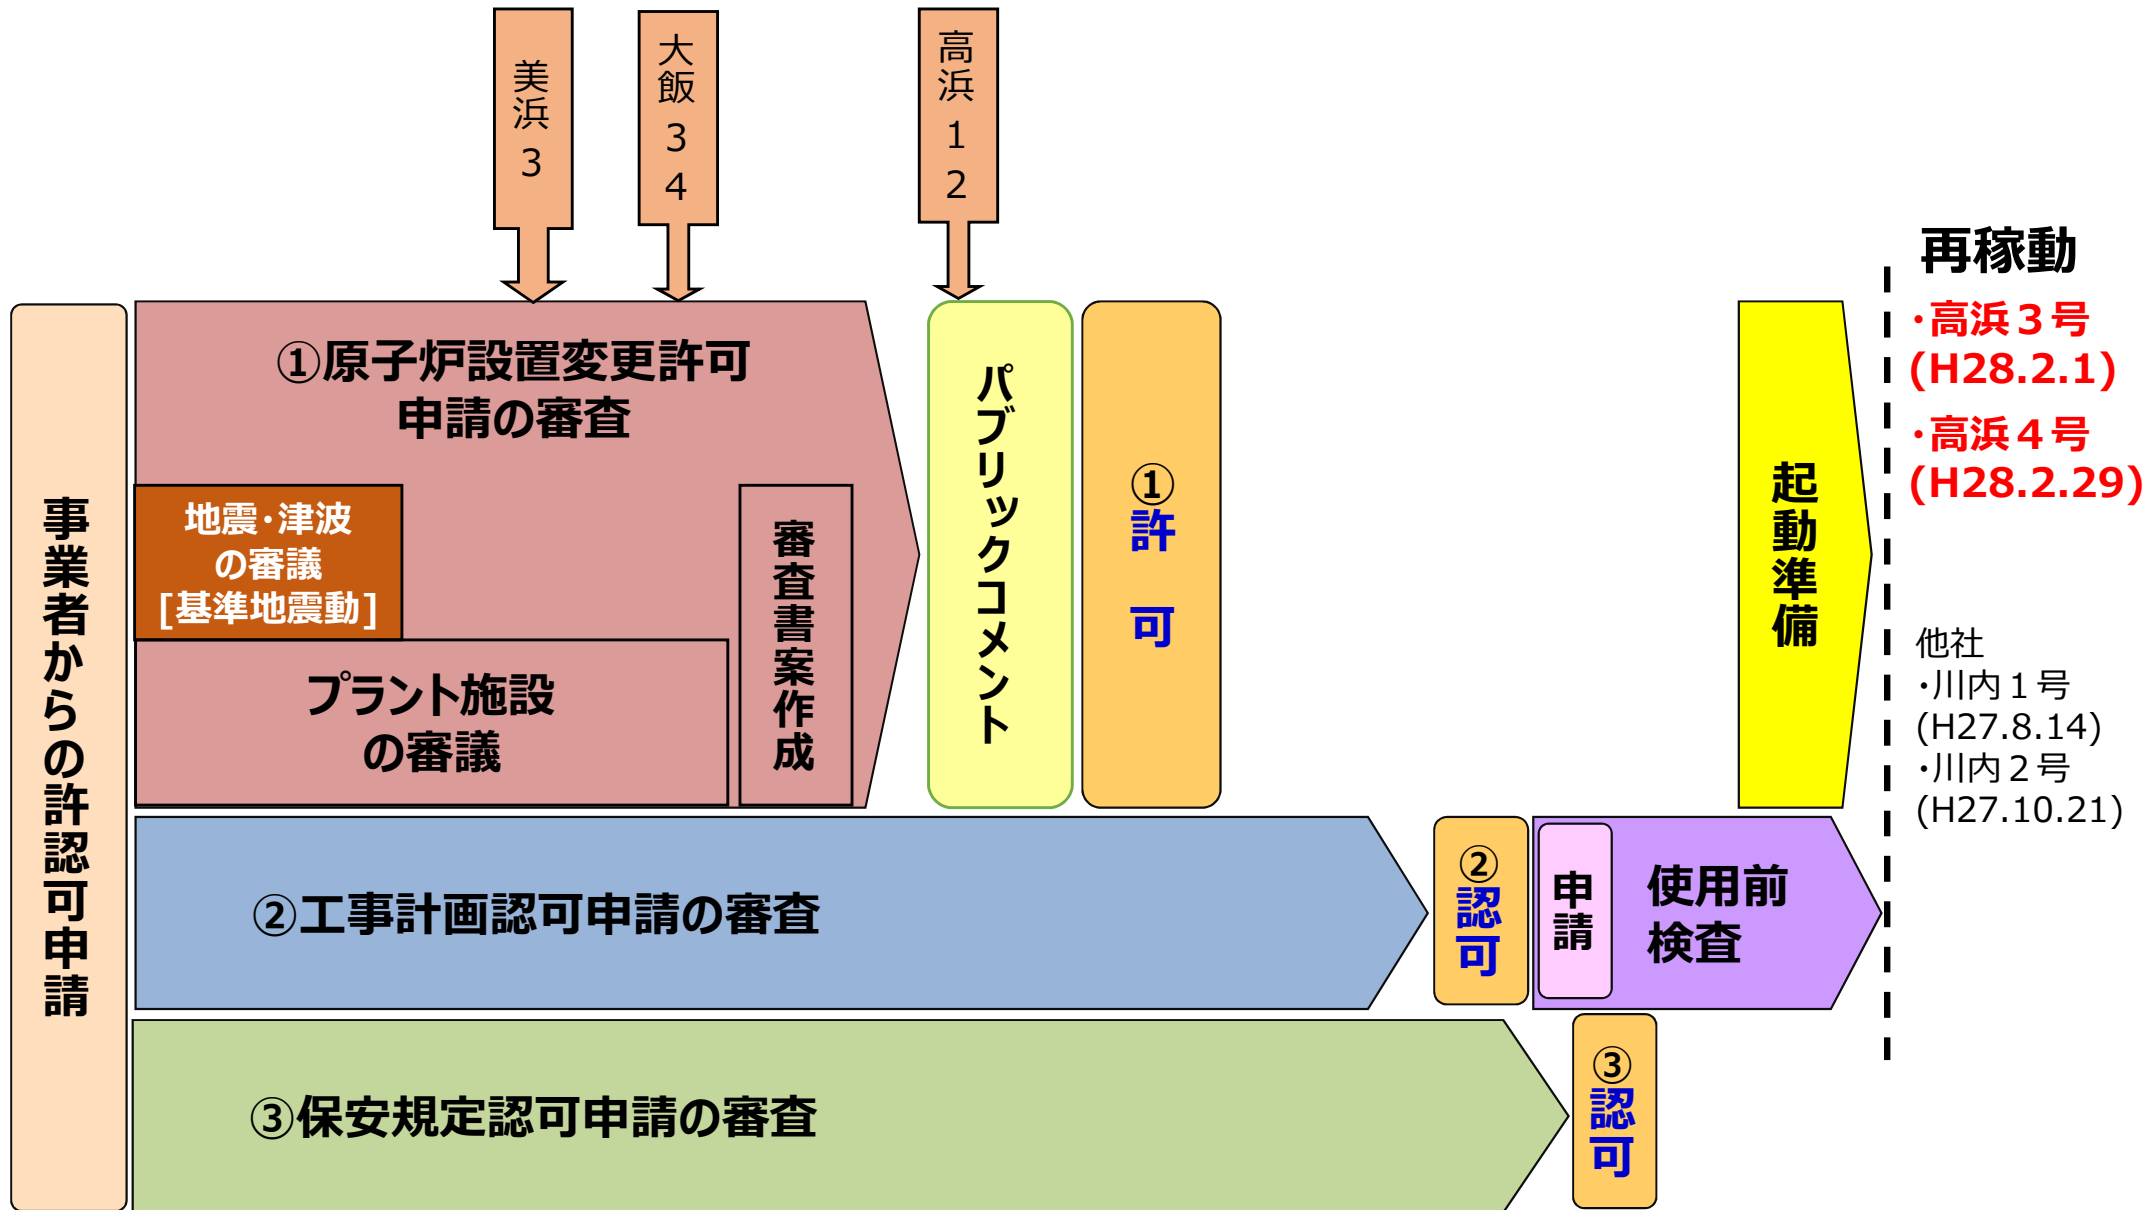 美浜３
大飯３４
高浜１２
再稼動
・高浜３号
(H28.2.1)
・高浜４号
(H28.2.29)
他社
・川内１号
(H27.8.14)
・川内２号
(H27.10.21)
事業者からの許認可申請
①原子炉設置変更許可
申請の審査
地震・津波
の審議
[基準地震動]
プラント施設
の審議
審査書案作成
パブリックコメント
①許　可
起動準備
②工事計画認可申請の審査
②認可
申請
使用前
検査
③保安規定認可申請の審査
③認可